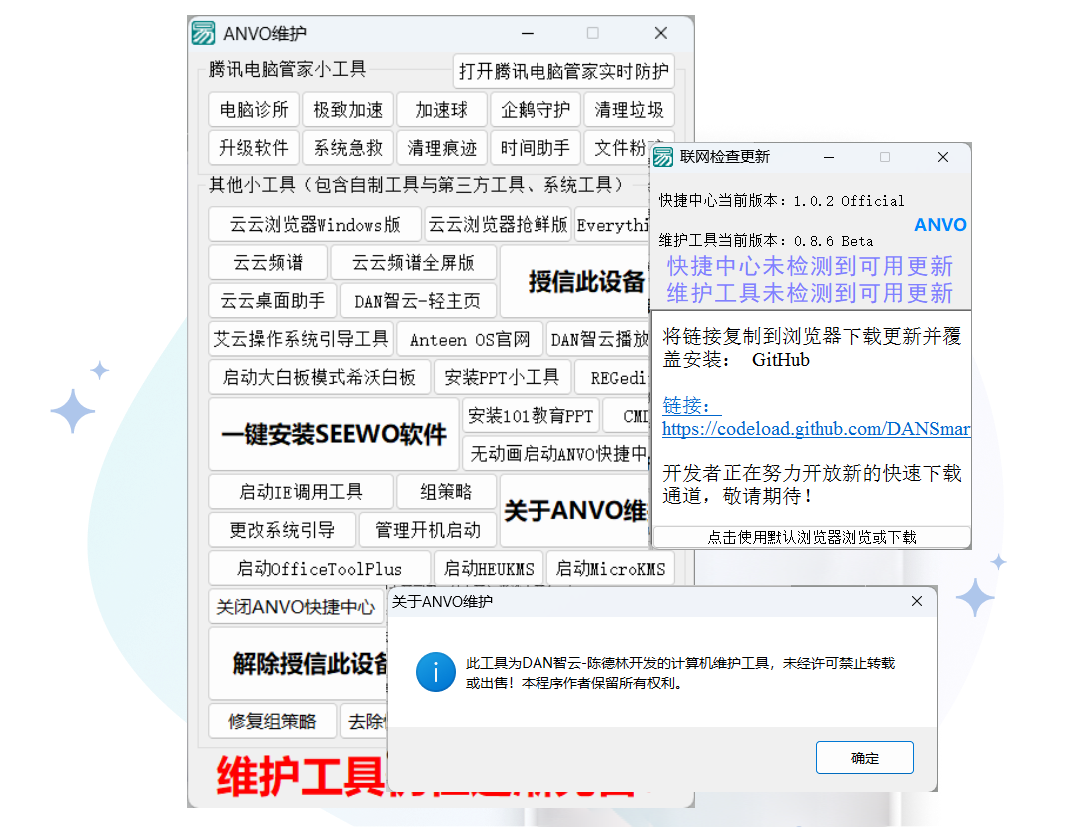 ANVO维护
腾讯电脑管家小工具
打开腾讯电脑管家实时防护
电脑诊所 极致加速 加速球 企鹅守护 清理垃圾
升级软件 系统急救 清理痕迹 时间助手 文件粉
其他小工具（包含自制工具与第三方工具、系统工具）
云云浏览器Windows版 云云浏览器抢鲜版 Everythi
云云频谱 云云频谱全屏版
授信此设备
云云桌面助手 DAN智云-轻主页
艾云操作系统引导工具 Anteen OS官网 DAN智云播放
启动大白板模式希沃白板 安装PPT小工具 REGedi
一键安装SEEWO软件
安装101教育PPT CMD
无动画启动ANVO快捷中
启动IE调用工具 组策略
关于ANVO维
更改系统引导 管理开机启动
启动OfficeToolPlus 启动HEUKMS 启动MicroKMS
关闭ANVO快捷中心
解除授信此设备
修复组策略 去除
维护工具
联网检查更新
快捷中心当前版本：1.0.2 Official
ANVO
维护工具当前版本：0.8.6 Beta
快捷中心未检测到可用更新
维护工具未检测到可用更新
将链接复制到浏览器下载更新并覆
盖安装： GitHub
链接：
https://codeload.github.com/DANSmar
开发者正在努力开放新的快速下载
通道，敬请期待！
点击使用默认浏览器浏览或下载
关于ANVO维护
此工具为DAN智云-陈德林开发的计算机维护工具，未经许可禁止转载
或出售！本程序作者保留所有权利。
确定